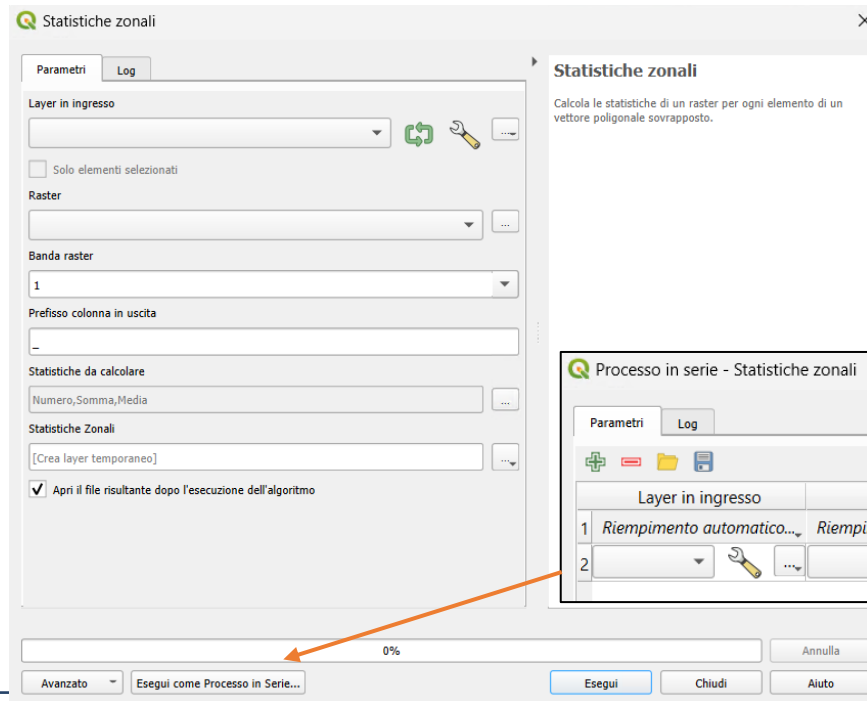 Statistiche zonali
Parametri
Log
Layer in ingresso
...
Solo elementi selezionati
Raster
...
Banda raster
1
Prefisso colonna in uscita
_
Statistiche da calcolare
Numero,Somma,Media
...
Statistiche Zonali
[Crea layer temporaneo]
...
Apri il file risultante dopo l'esecuzione dell'algoritmo
Statistiche zonali
Calcola le statistiche di un raster per ogni elemento di un
vettore poligonale sovrapposto.
Processo in serie - Statistiche zonali
Parametri
Log
Layer in ingresso
1 Riempimento automatico... Riempi
2 ...
0%
Annulla
Avanzato
Esegui come Processo in Serie...
Esegui
Chiudi
Aiuto